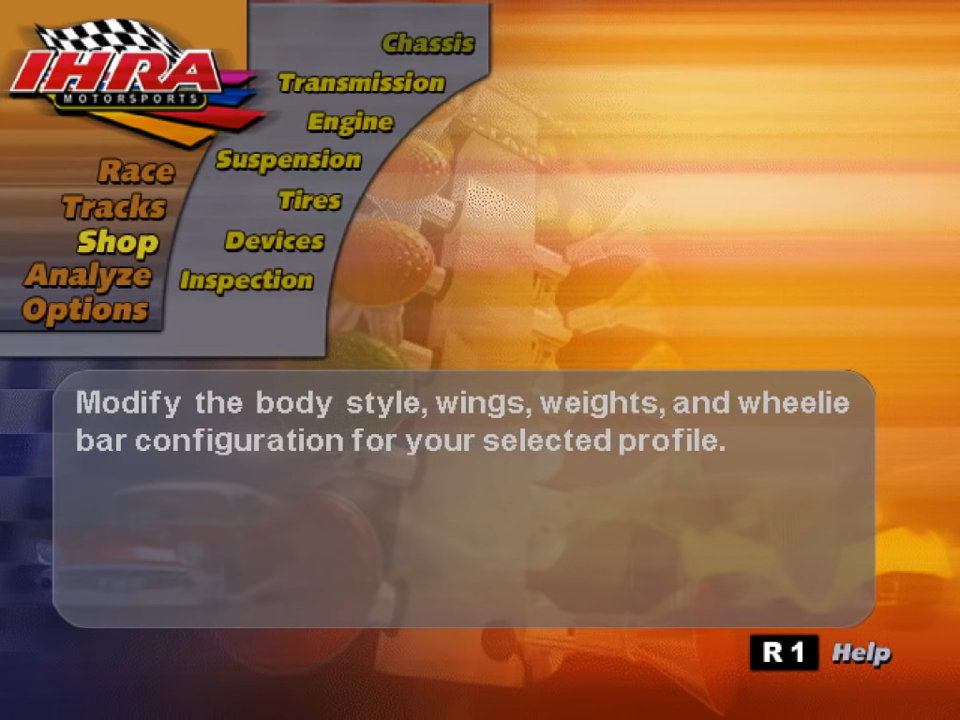 IHRA
MOTORSPORTS
Race
Tracks
Shop
Analyze
Options
Chassis
Transmission
Engine
Suspension
Tires
Devices
Inspection
Modify the body style, wings, weights, and wheelie
bar configuration for your selected profile.
R1 Help